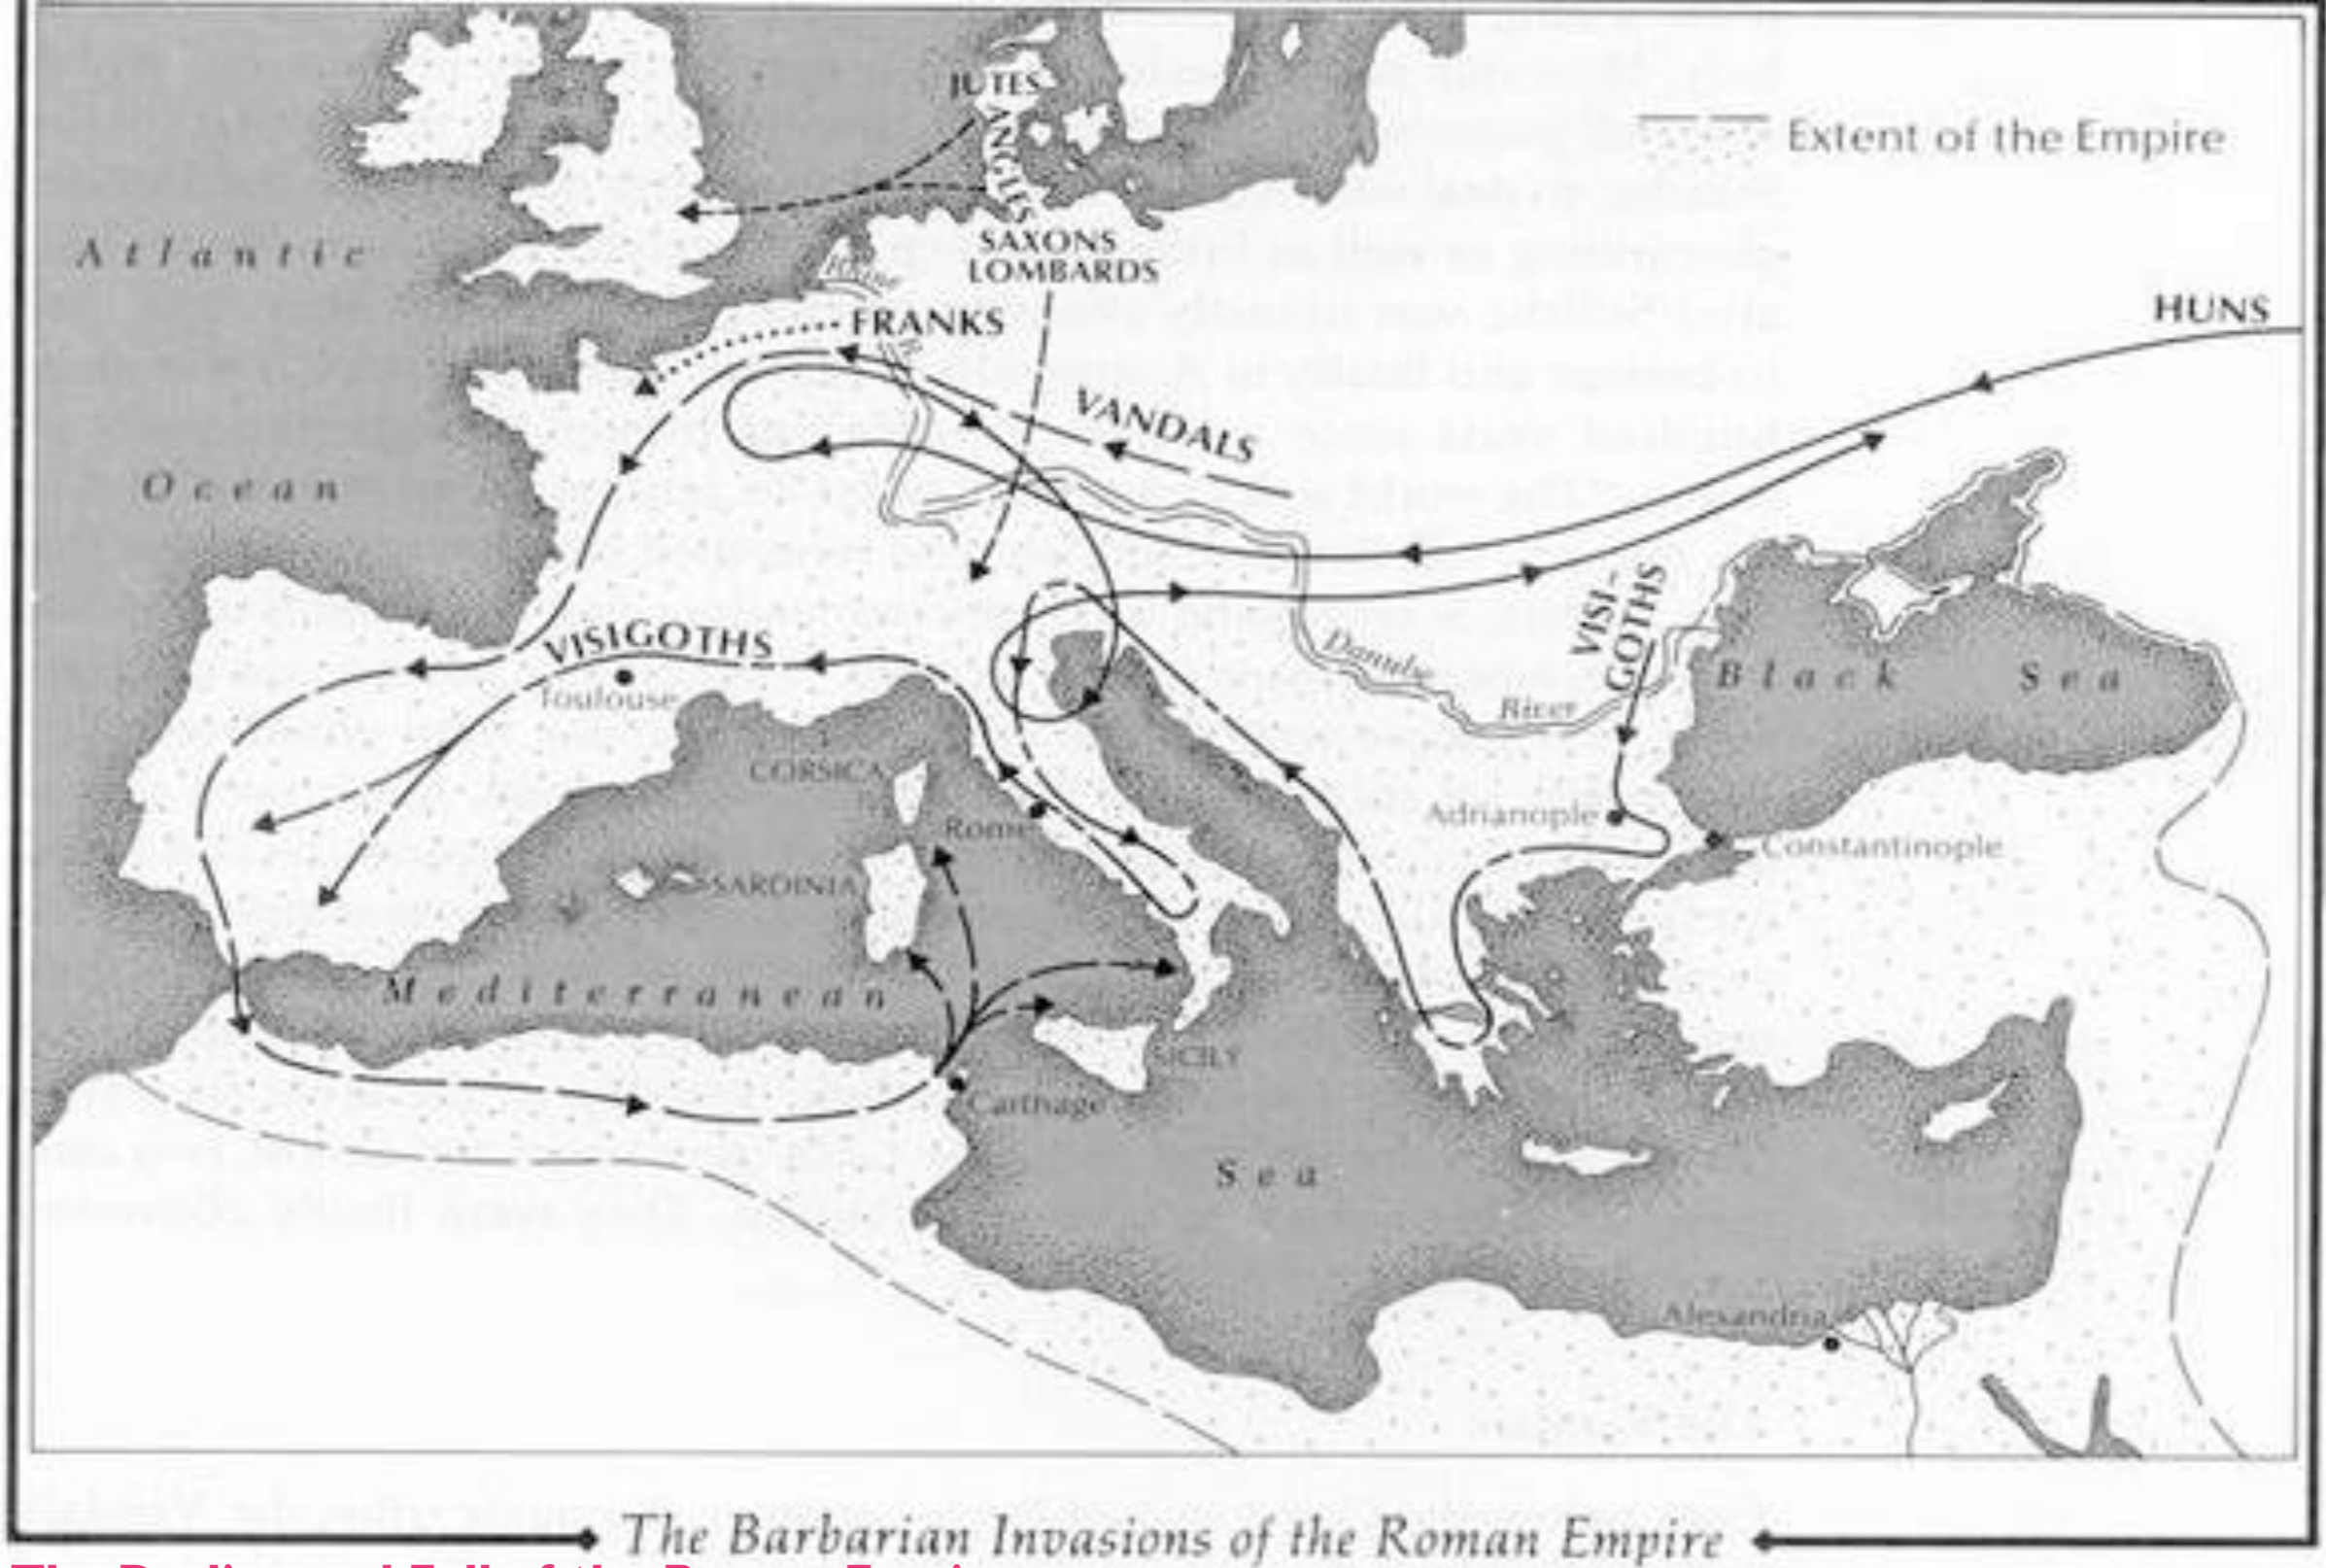 JUTES
ANGLES
Extent of the Empire
Atlantic
SAXONS
LOMBARDS
Rhine
HUNS
FRANKS
VANDALS
Ocean
VISI-
GOTHS
VISIGOTHS
Danube
River
Black Sea
Toulouse
CORSICA
Rome
Adrianople
Constantinople
SARDINIA
Mediterranean
SICILY
Carthage
Sea
Alexandria
The Barbarian Invasions of the Roman Empire